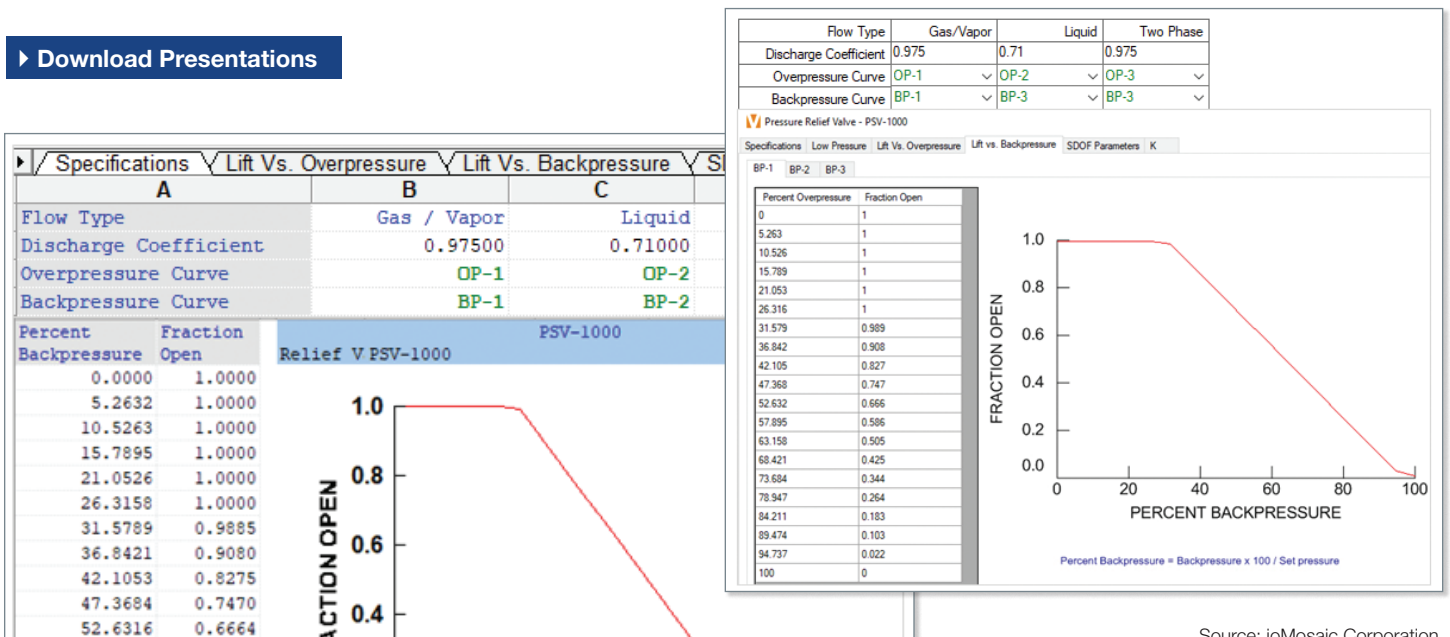 Download Presentations
Specifications Lift Vs. Overpressure Lift Vs. Backpressure
A B C
Flow Type Gas / Vapor Liquid
Discharge Coefficient 0.97500 0.71000
Overpressure Curve OP-1 OP-2
Backpressure Curve BP-1 BP-2
Percent Fraction PSV-1000
Backpressure Open Relief V PSV-1000
0.0000 1.0000
5.2632 1.0000
10.5263 1.0000
15.7895 1.0000
21.0526 1.0000
26.3158 1.0000
31.5789 0.9885
36.8421 0.9080
42.1053 0.8275
47.3684 0.7470
52.6316 0.6664
1.0
0.8
0.6
0.4
ACTION OPEN
Flow Type Gas/Vapor Liquid Two Phase
Discharge Coefficient 0.975 0.71 0.975
Overpressure Curve OP-1 OP-2 OP-3
Backpressure Curve BP-1 BP-3 BP-3
Pressure Relief Valve - PSV-1000
Specifications Low Pressure Lift Vs. Overpressure Lift vs. Backpressure SDOF Parameters K
BP-1 BP-2 BP-3
Percent Overpressure Fraction Open
0 1
5.263 1
10.526 1
15.789 1
21.053 1
26.316 1
31.579 0.989
36.842 0.908
42.105 0.827
47.368 0.747
52.632 0.666
57.895 0.586
63.158 0.505
68.421 0.425
73.684 0.344
78.947 0.264
84.211 0.183
89.474 0.103
94.737 0.022
100 0
FRACTION OPEN
1.0
0.8
0.6
0.4
0.2
0.0
0 20 40 60 80 100
PERCENT BACKPRESSURE
Percent Backpressure = Backpressure x 100 / Set pressure
Source: ioMosaic Corporation